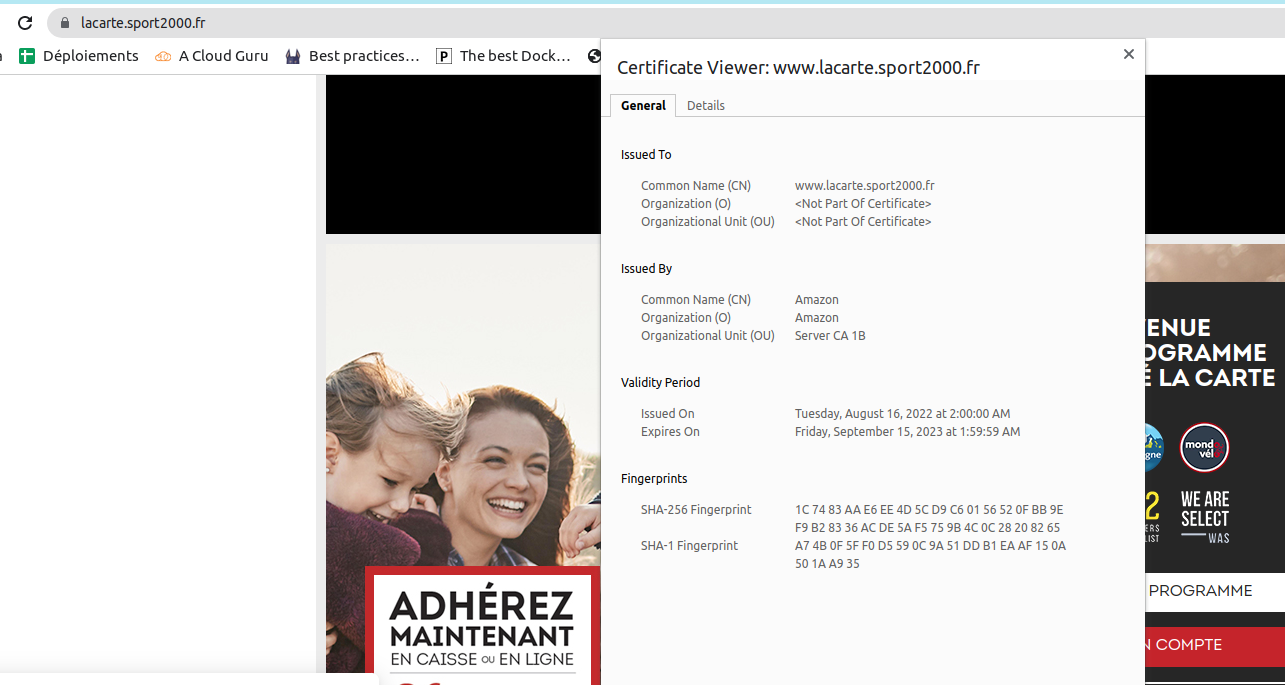 lacarte.sport2000.fr
Déploiements A Cloud Guru Best practices… P The best Dock…
Certificate Viewer: www.lacarte.sport2000.fr
General Details
Issued To
Common Name (CN) www.lacarte.sport2000.fr
Organization (O) <Not Part Of Certificate>
Organizational Unit (OU) <Not Part Of Certificate>
Issued By
Common Name (CN) Amazon
Organization (O) Amazon
Organizational Unit (OU) Server CA 1B
Validity Period
Issued On Tuesday, August 16, 2022 at 2:00:00 AM
Expires On Friday, September 15, 2023 at 1:59:59 AM
Fingerprints
SHA-256 Fingerprint 1C 74 83 AA E6 EE 4D 5C D9 C6 01 56 52 0F BB 9E
F9 B2 83 36 AC DE 5A F5 75 9B 4C 0C 28 20 82 65
SHA-1 Fingerprint A7 4B 0F 5F F0 D5 59 0C 9A 51 DD B1 EA AF 15 0A
50 1A A9 35
ADHÉREZ
MAINTENANT
EN CAISSE OU EN LIGNE
ENUE
OGRAMME
É LA CARTE
gne
mond
vél
2
ERS
LIST
WE ARE
SELECT
WAS
PROGRAMME
N COMPTE